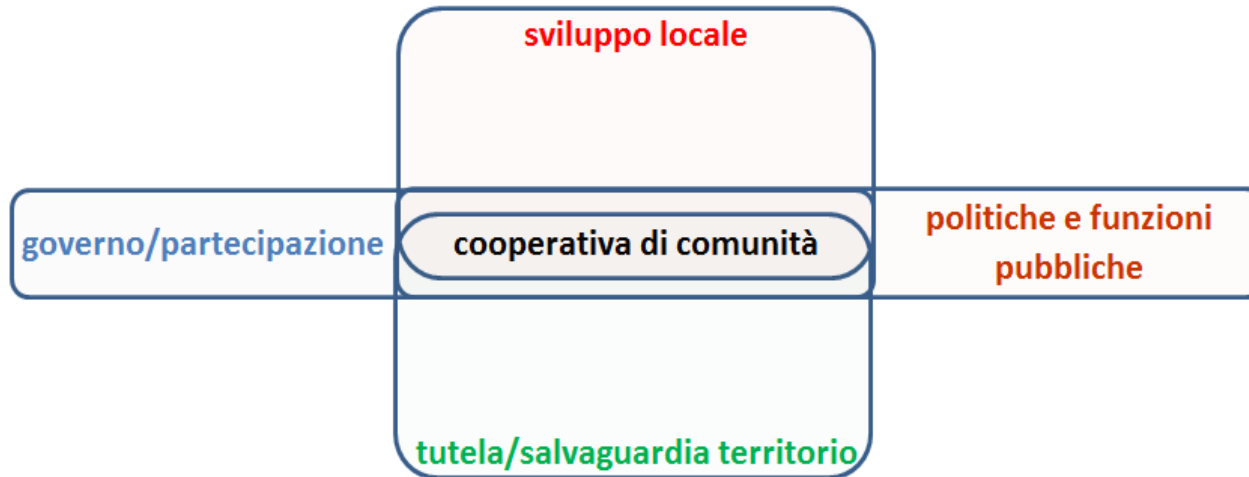 sviluppo locale
governo/partecipazione
cooperativa di comunità
politiche e funzioni
pubbliche
tutela/salvaguardia territorio